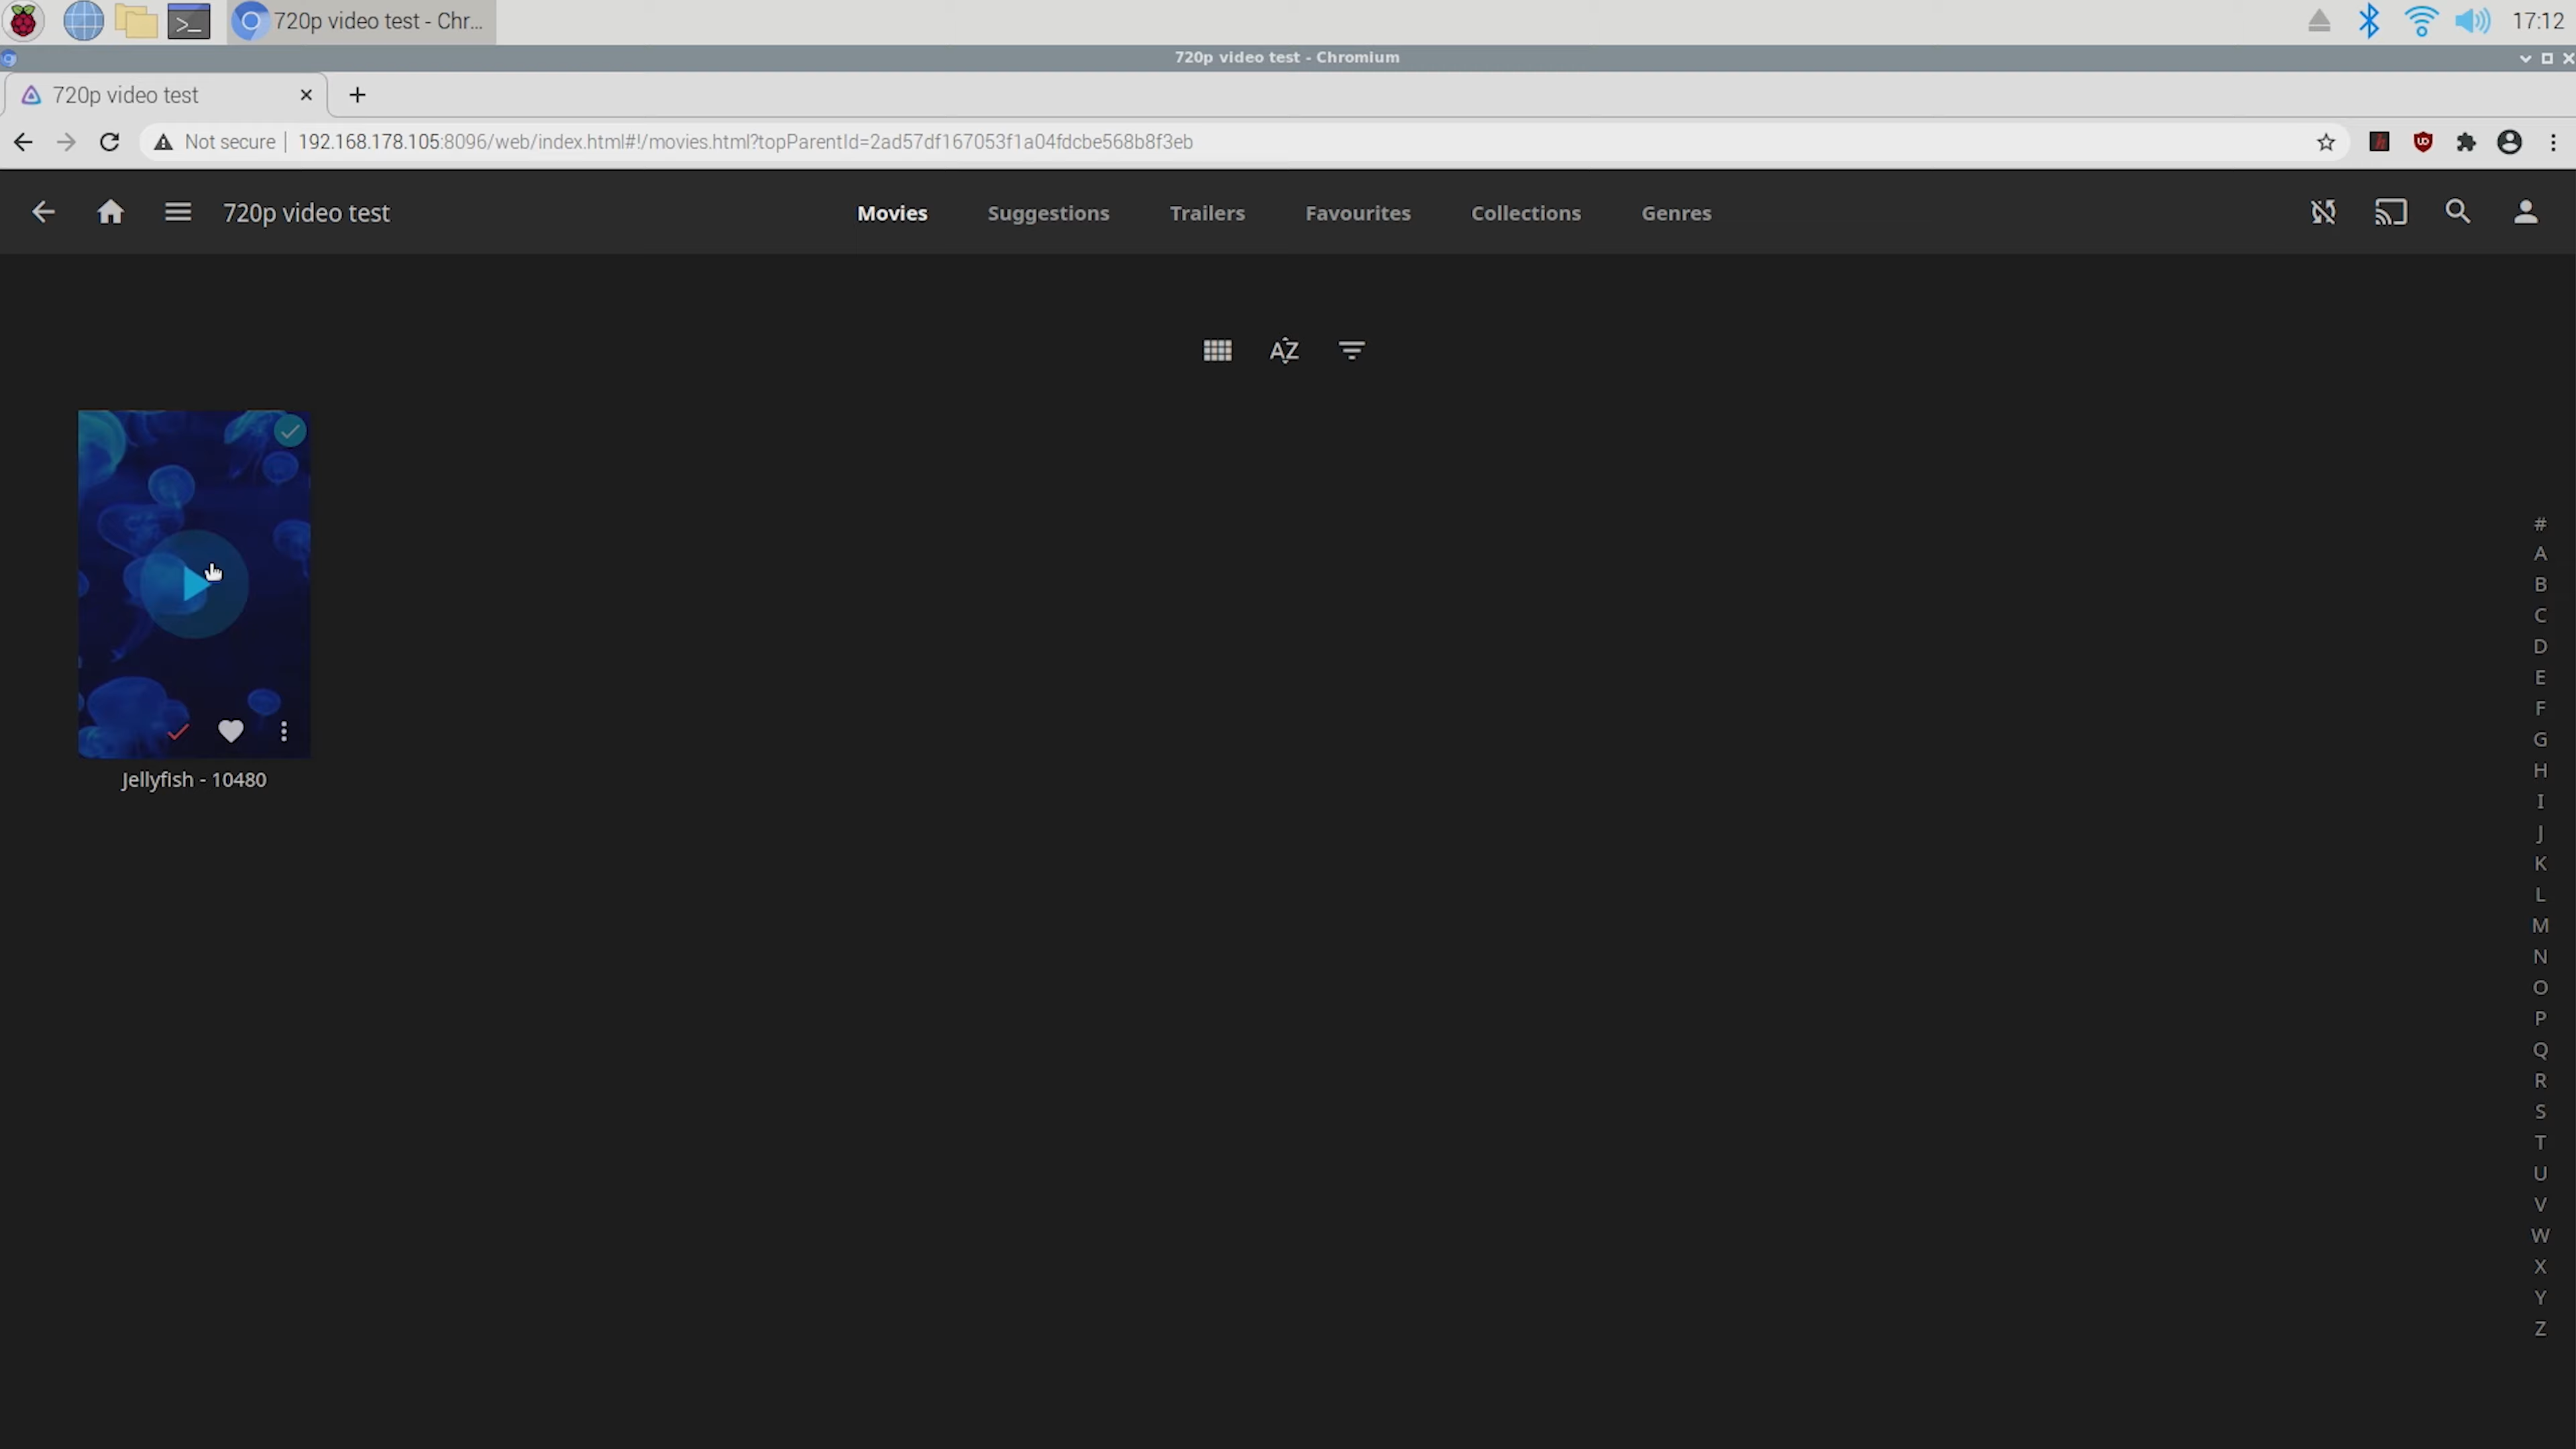 720p video test - Chr...
17:12
720p video test - Chromium
720p video test
Not secure
192.168.178.105:8096/web/index.html#!/movies.html?topParentId=2ad57df167053f1a04fdcbe568b8f3eb
720p video test
Movies
Suggestions
Trailers
Favourites
Collections
Genres
AZ
Jellyfish - 10480
#
A
B
C
D
E
F
G
H
I
J
K
L
M
N
O
P
Q
R
S
T
U
V
W
X
Y
Z